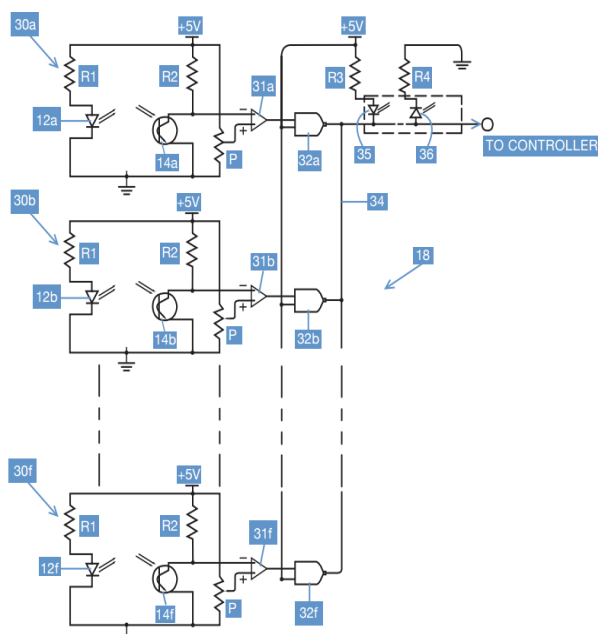 30a
+5V
+5V
R1
R2
31a
R3
R4
12a
−
+
14a
P
32a
35
36
TO CONTROLLER
30b
+5V
34
R1
R2
31b
18
12b
−
+
14b
P
32b
30f
+5V
R1
R2
31f
12f
−
+
14f
P
32f